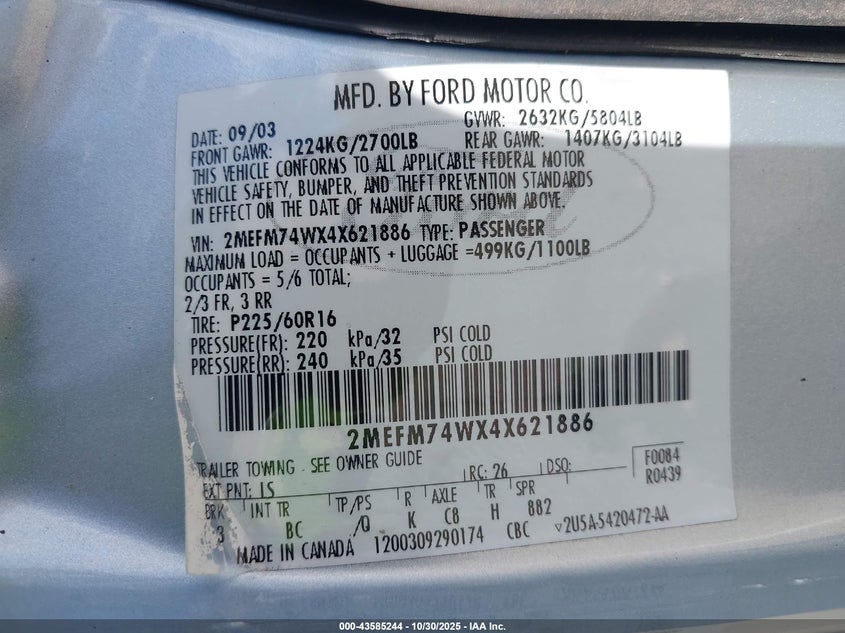 MFD. BY FORD MOTOR CO.
DATE: 09/03 GVWR: 2632KG/5804LB
FRONT GAWR: 1224KG/2700LB REAR GAWR: 1407KG/3104LB
THIS VEHICLE CONFORMS TO ALL APPLICABLE FEDERAL MOTOR
VEHICLE SAFETY, BUMPER, AND THEFT PREVENTION STANDARDS
IN EFFECT ON THE DATE OF MANUFACTURE SHOWN ABOVE.
VIN: 2MEFM74WX4X621886 TYPE: PASSENGER
MAXIMUM LOAD = OCCUPANTS + LUGGAGE =499KG/1100LB
OCCUPANTS = 5/6 TOTAL;
2/3 FR, 3 RR
TIRE: P225/60R16
PRESSURE(FR): 220 kPa/32 PSI COLD
PRESSURE(RR): 240 kPa/35 PSI COLD
2MEFM74WX4X621886
TRAILER TOWING - SEE OWNER GUIDE
EXT PNT: LS RC: 26 DSO: F0084
R0439
BRK INT TR TP/PS R AXLE TR SPR
3 BC /Q K C8 H 882
MADE IN CANADA 1200309290174 CBC ▽2U5A-5420472-AA
000-43585244 | 10/30/2025 - IAA Inc.